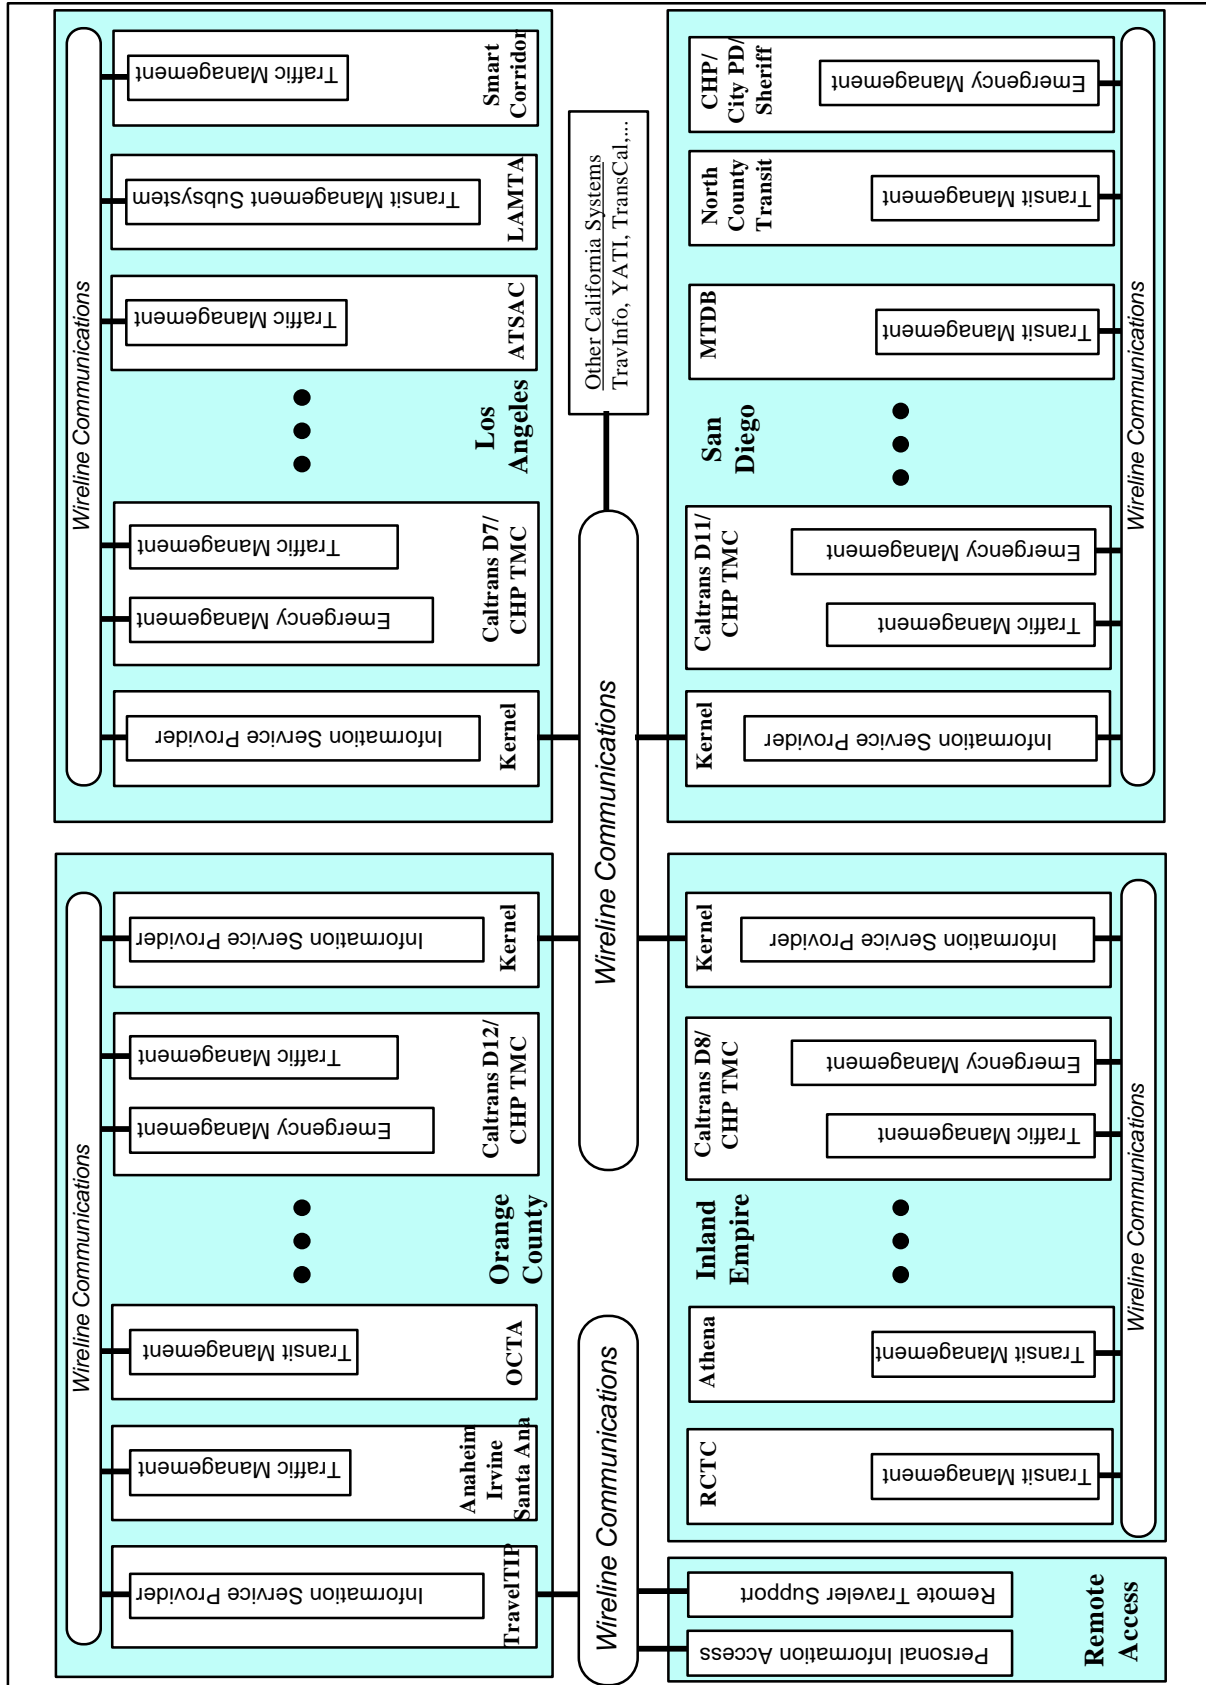 Wireline Communications
Information Service Provider
TravelTIP
Traffic Management
Anaheim
Irvine
Santa Ana
Transit Management
OCTA
Orange
County
Emergency Management
Traffic Management
Caltrans D12/
CHP TMC
Information Service Provider
Kernel
Wireline Communications
Information Service Provider
Kernel
Emergency Management
Traffic Management
Caltrans D7/
CHP TMC
Los
Angeles
Traffic Management
ATSAC
Transit Management Subsystem
LAMTA
Traffic Management
Smart
Corridor
Wireline Communications
Wireline Communications
Other California Systems
TravInfo, YATI, TransCal,...
Personal Information Access
Remote Traveler Support
Remote
Access
RCTC
Transit Management
Athena
Transit Management
Inland
Empire
Caltrans D8/
CHP TMC
Traffic Management
Emergency Management
Kernel
Information Service Provider
Wireline Communications
Kernel
Information Service Provider
Caltrans D11/
CHP TMC
Traffic Management
Emergency Management
San
Diego
MTDB
Transit Management
North
County
Transit
Transit Management
CHP/
City PD/
Sheriff
Emergency Management
Wireline Communications